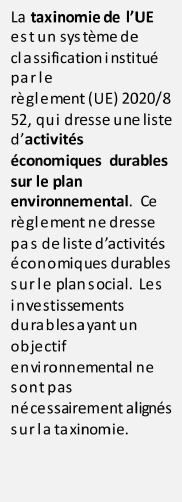 La taxinomie de l’UE
est un système de
classification institué
par le
règlement (UE) 2020/8
52, qui dresse une liste
d’activités
économiques durables
sur le plan
environnemental. Ce
règlement ne dresse
pas de liste d’activités
économiques durables
sur le plan social. Les
investissements
durables ayant un
objectif
environnemental ne
sont pas
nécessairement alignés
sur la taxinomie.